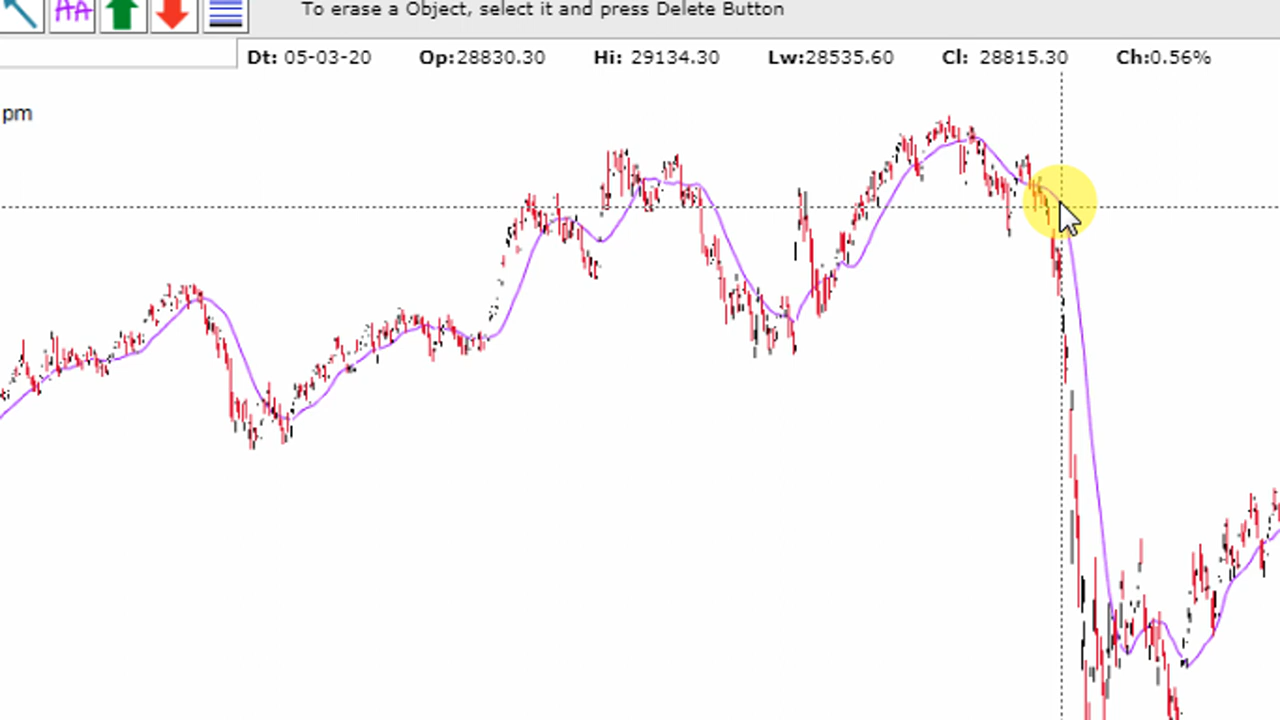 AA
To erase a Object, select it and press Delete Button
Dt: 05-03-20 Op:28830.30 Hi: 29134.30 Lw:28535.60 Cl: 28815.30 Ch:0.56%
pm